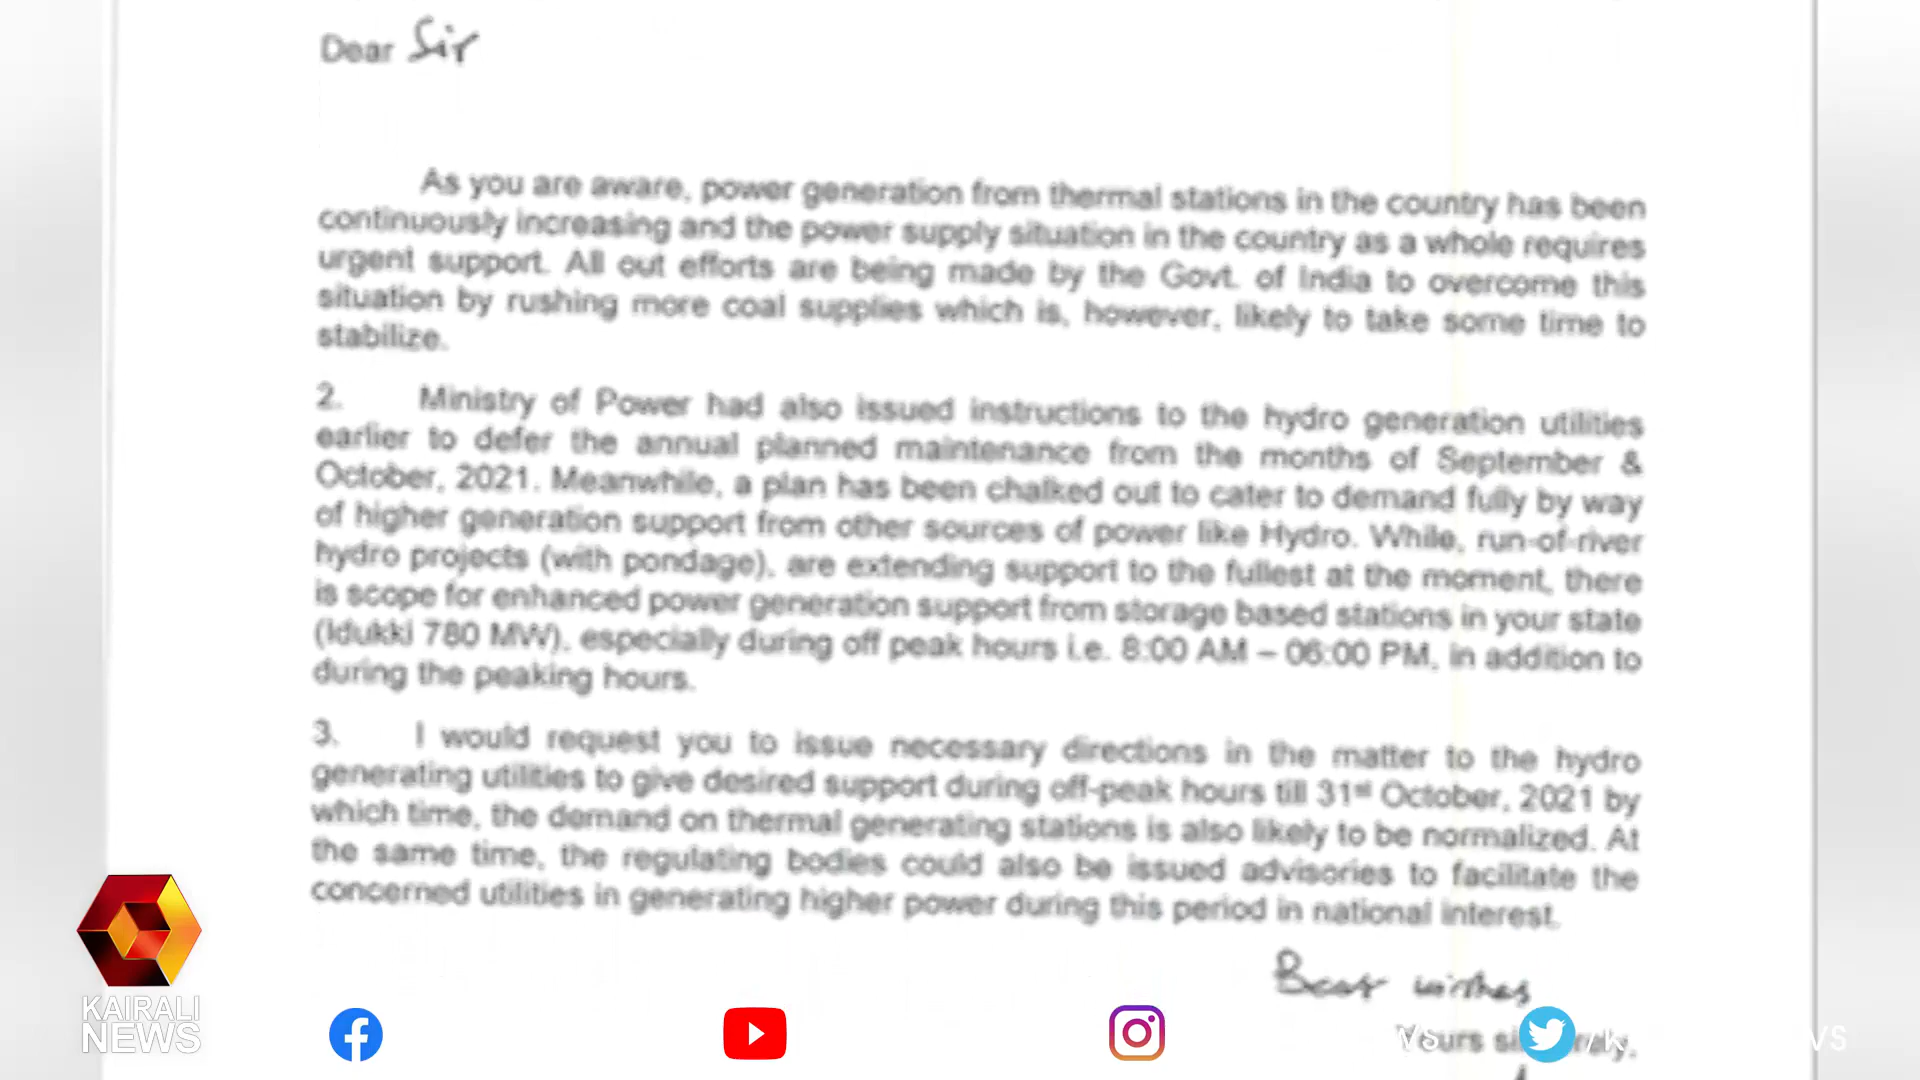 Dear Sir
As you are aware, power generation from thermal stations in the country has been
continuously increasing and the power supply situation in the country as a whole requires
urgent support. All out efforts are being made by the Govt. of India to overcome this
situation by rushing more coal supplies which is, however, likely to take some time to
stabilize.
2. Ministry of Power had also issued instructions to the hydro generation utilities
earlier to defer the annual planned maintenance from the months of September &
October, 2021. Meanwhile, a plan has been chalked out to cater to demand fully by way
of higher generation support from other sources of power like Hydro. While, run-of-river
hydro projects (with pondage), are extending support to the fullest at the moment, there
is scope for enhanced power generation support from storage based stations in your state
(Idukki 780 MW), especially during off peak hours i.e. 8:00 AM – 06:00 PM, in addition to
during the peaking hours.
3. I would request you to issue necessary directions in the matter to the hydro
generating utilities to give desired support during off-peak hours till 31st October, 2021 by
which time, the demand on thermal generating stations is also likely to be normalized. At
the same time, the regulating bodies could also be issued advisories to facilitate the
concerned utilities in generating higher power during this period in national interest.
Best wishes
KAIRALI
NEWS